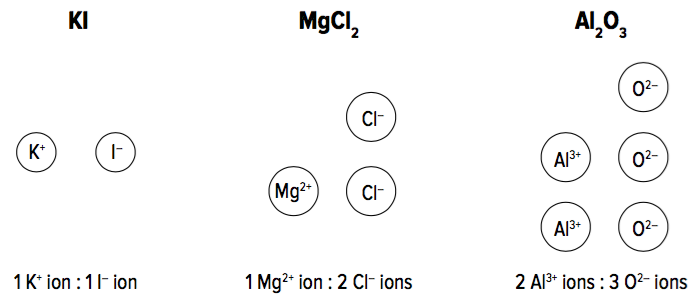 KI
MgCl₂
Al₂O₃
O²⁻
Cl⁻
K⁺ I⁻
Al³⁺ O²⁻
Mg²⁺ Cl⁻
Al³⁺ O²⁻
1 K⁺ ion : 1 I⁻ ion
1 Mg²⁺ ion : 2 Cl⁻ ions
2 Al³⁺ ions : 3 O²⁻ ions